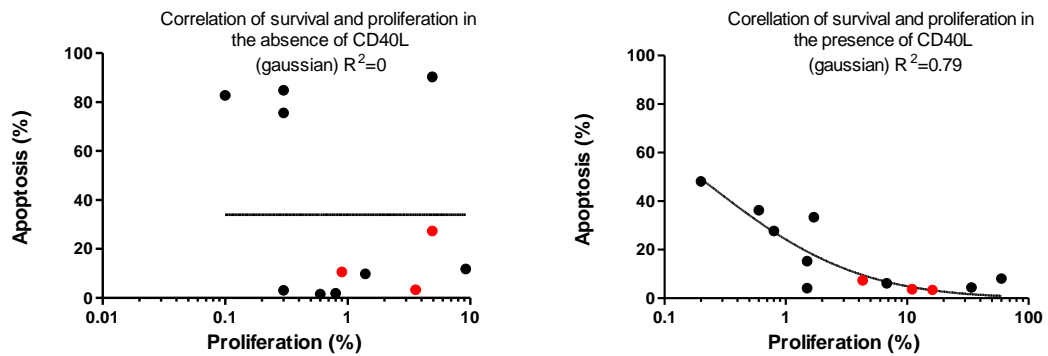 Correlation of survival and proliferation in
the absence of CD40L
(gaussian) R²=0
100
80
60
40
20
0
0.01
0.1
1
10
Apoptosis (%)
Proliferation (%)
Corellation of survival and proliferation in
the presence of CD40L
(gaussian) R²=0.79
100
80
60
40
20
0
0.1
1
10
100
Apoptosis (%)
Proliferation (%)